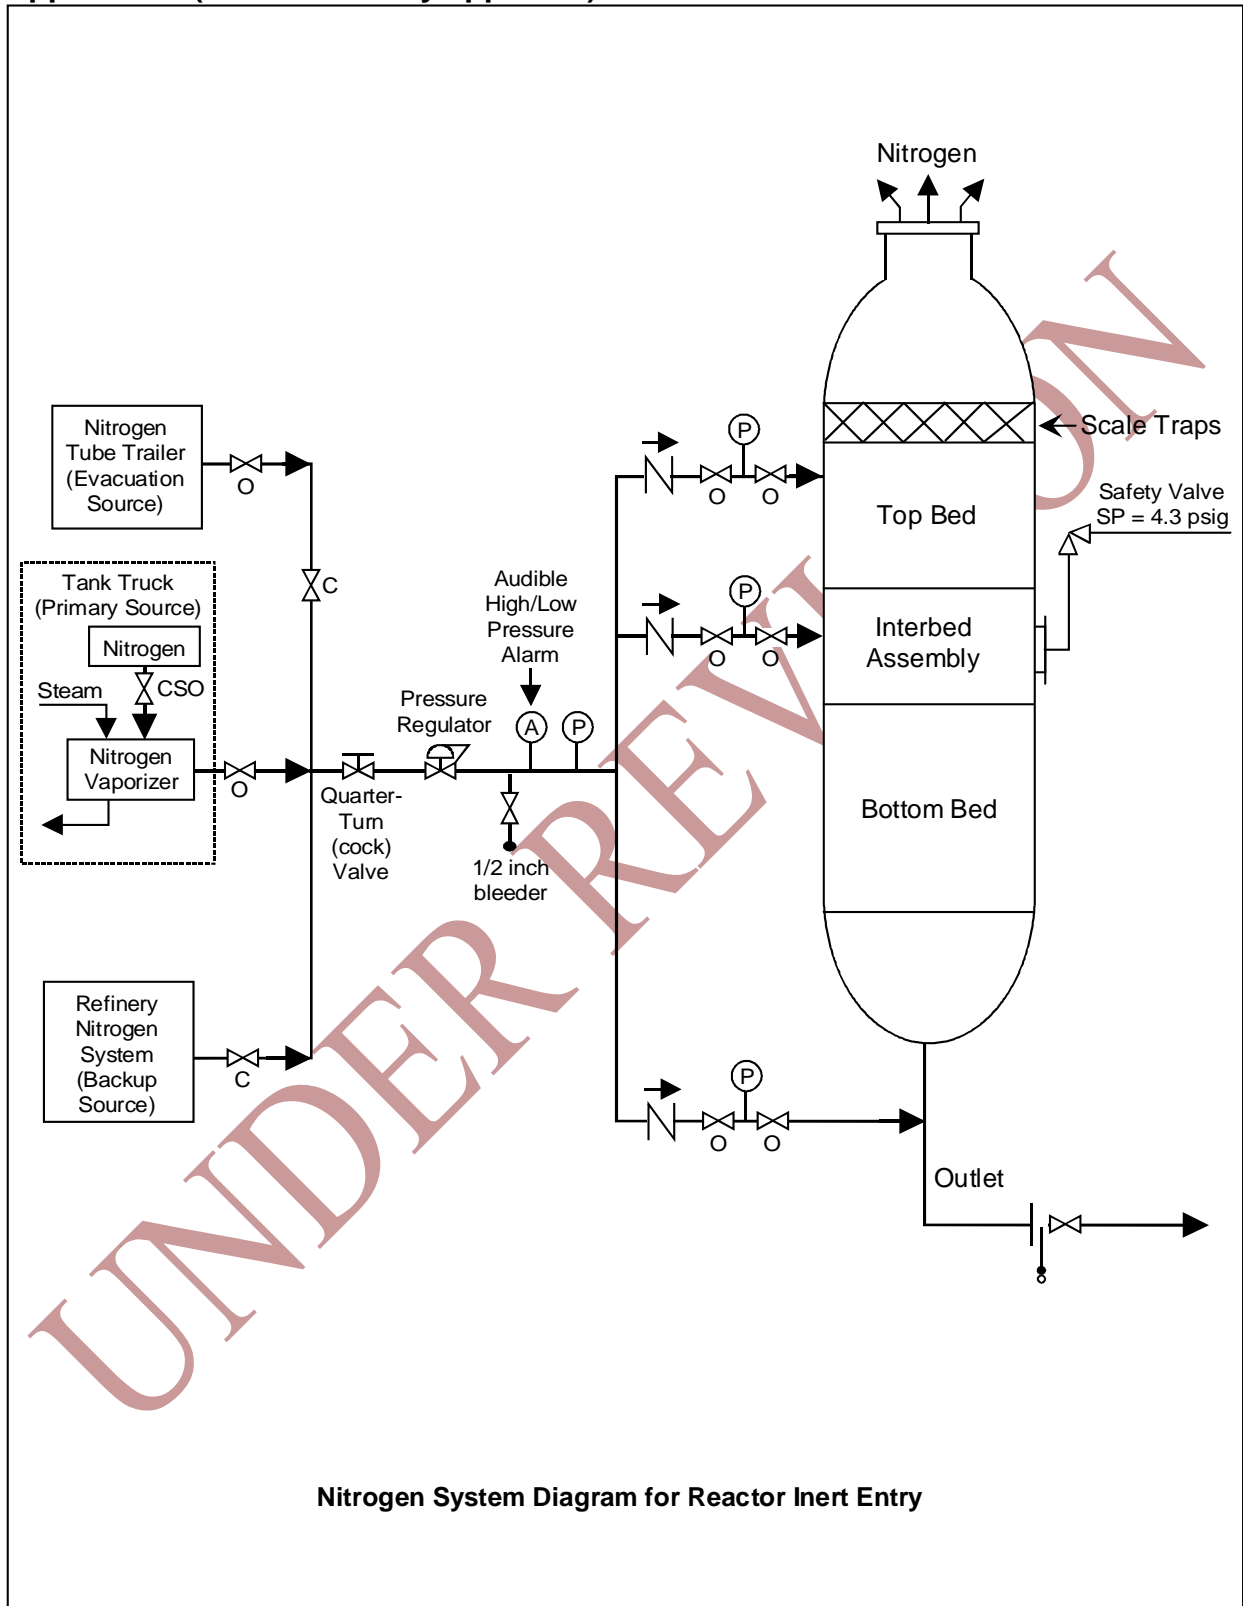 Nitrogen
Nitrogen
Tube Trailer
(Evacuation
Source)
O
C
Tank Truck
(Primary Source)
Nitrogen
CSO
Steam
Nitrogen
Vaporizer
O
Refinery
Nitrogen
System
(Backup
Source)
C
Quarter-
Turn
(cock)
Valve
Pressure
Regulator
Audible
High/Low
Pressure
Alarm
A
P
1/2 inch
bleeder
P
O
O
P
O
O
P
O
O
Scale Traps
Top Bed
Safety Valve
SP = 4.3 psig
Interbed
Assembly
Bottom Bed
Outlet
UNDER REVISION
Nitrogen System Diagram for Reactor Inert Entry